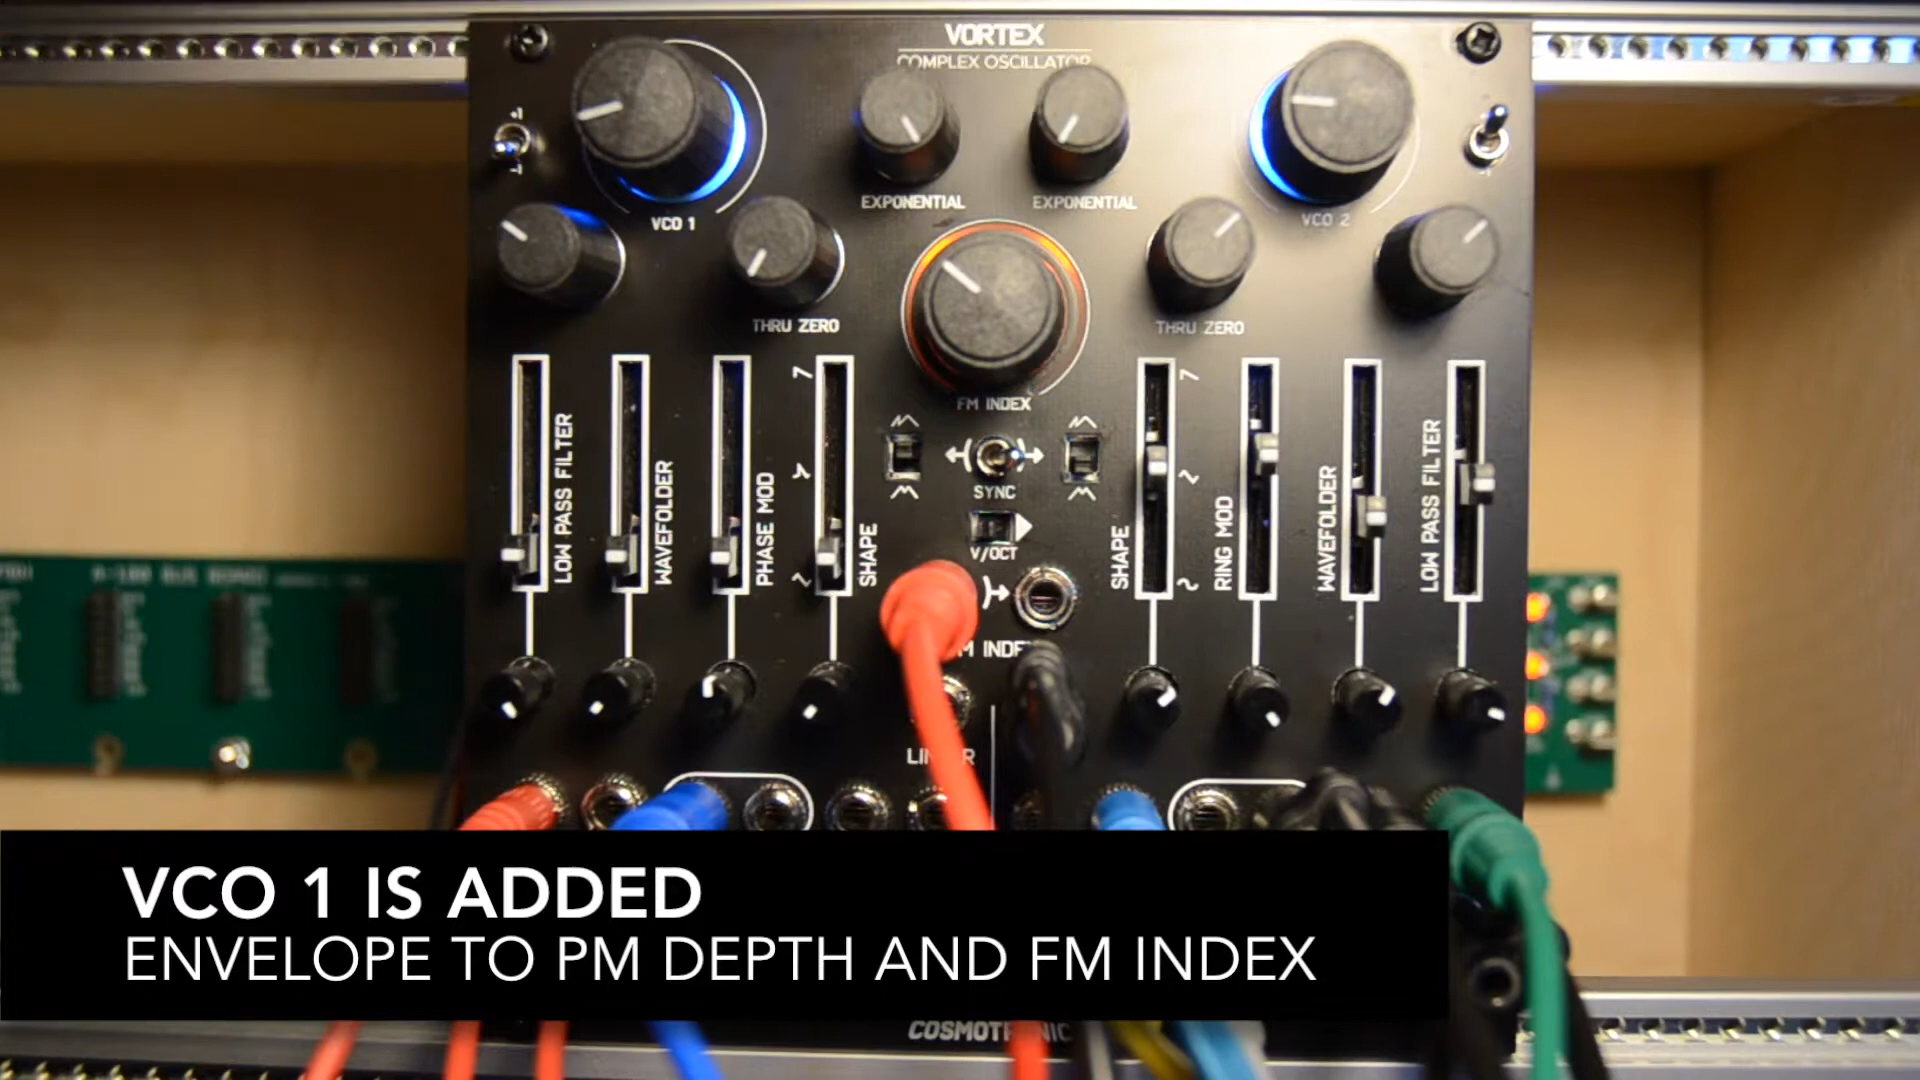 VORTEX
COMPLEX OSCILLATOR
VCO 1
EXPONENTIAL
EXPONENTIAL
VCO 2
THRU ZERO
THRU ZERO
FM INDEX
LOW PASS FILTER
WAVEFOLDER
PHASE MOD
SHAPE
SYNC
V/OCT
SHAPE
RING MOD
WAVEFOLDER
LOW PASS FILTER
VCO 1 IS ADDED
ENVELOPE TO PM DEPTH AND FM INDEX